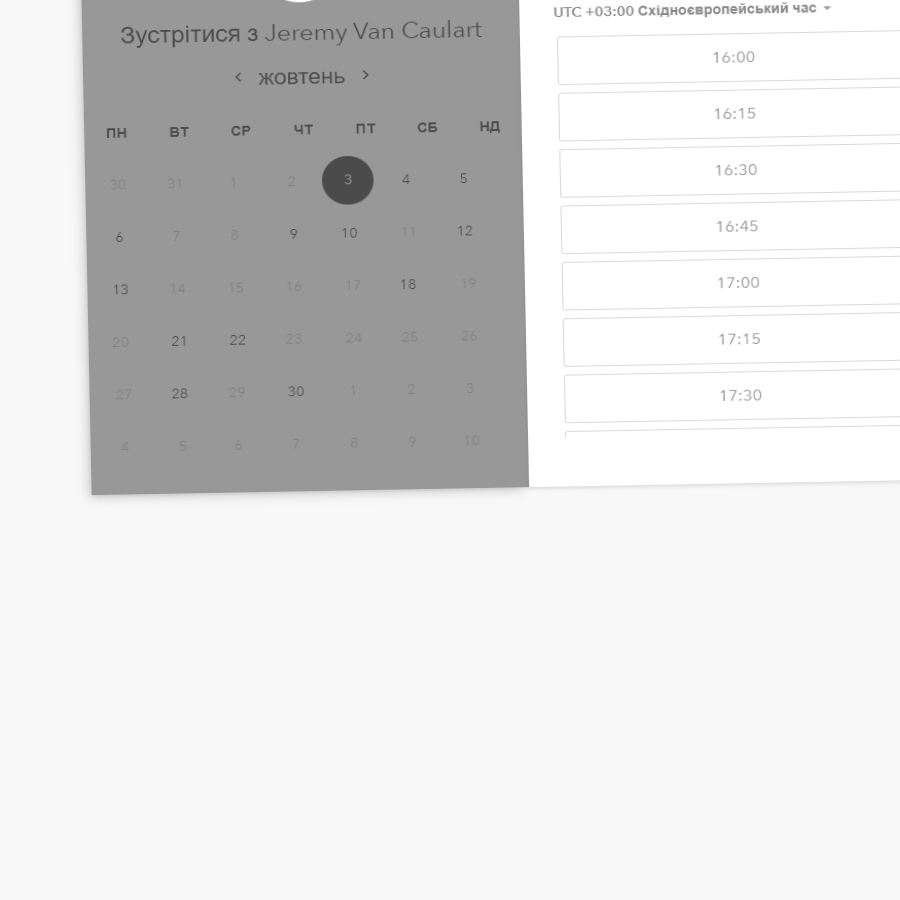 Зустрітися з Jeremy Van Caulart
жовтень
ПН ВТ СР ЧТ ПТ СБ НД
30 31 1 2 3 4 5
6 7 8 9 10 11 12
13 14 15 16 17 18 19
20 21 22 23 24 25 26
27 28 29 30 1 2 3
4 5 6 7 8 9 10
UTC +03:00 Східноєвропейський час
16:00
16:15
16:30
16:45
17:00
17:15
17:30